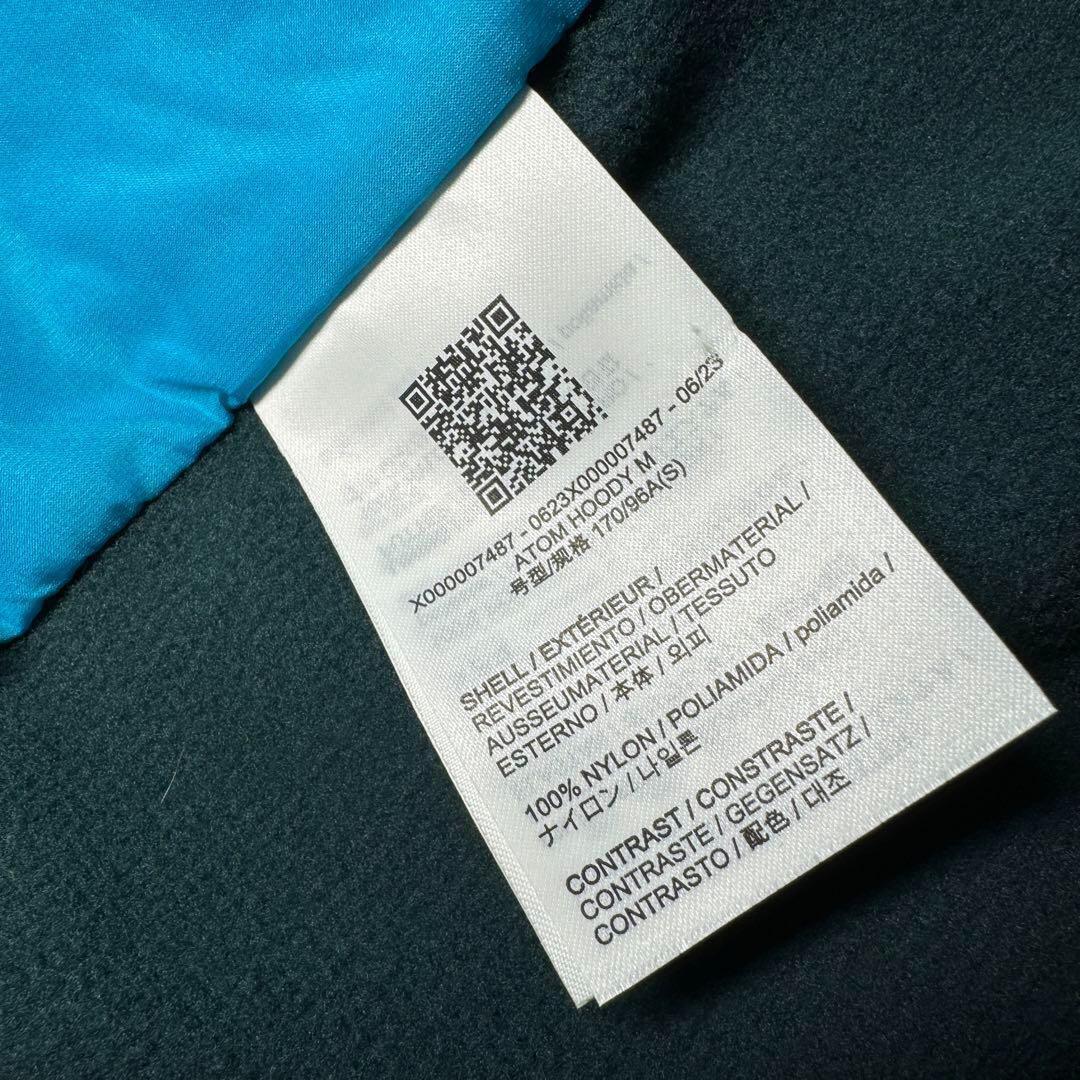 X000007487 - 0623X000007487 - 06/23
ATOM HOODY M
号型/规格 170/96A(S)
SHELL / EXTÉRIEUR /
REVESTIMIENTO / OBERMATERIAL /
AUSSEUMATERIAL / TESSUTO
ESTERNO / 本体 / 외피
100% NYLON / POLIAMIDA / poliamida /
ナイロン / 나일론
CONTRAST / CONSTRASTE /
CONTRASTE / GEGENSATZ /
CONTRASTO / 配色 / 대조